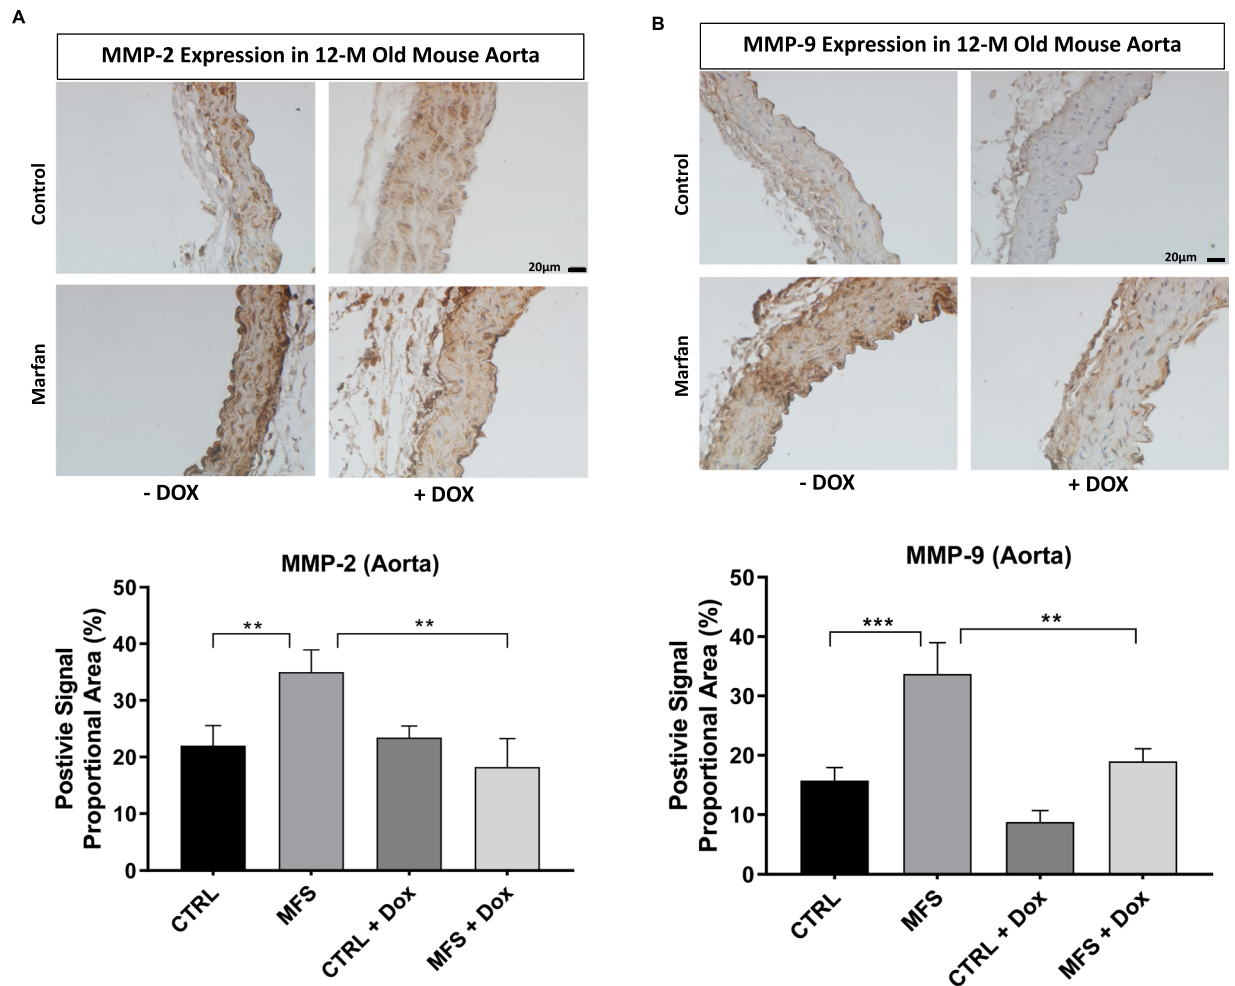 A
MMP-2 Expression in 12-M Old Mouse Aorta
Control
20µm
Marfan
- DOX
+ DOX
MMP-2 (Aorta)
Postivie Signal
Proportional Area (%)
50
40
30
20
10
0
**
**
CTRL
MFS
CTRL + Dox
MFS + Dox
B
MMP-9 Expression in 12-M Old Mouse Aorta
Control
20µm
Marfan
- DOX
+ DOX
MMP-9 (Aorta)
Postivie Signal
Proportional Area (%)
50
40
30
20
10
0
***
**
CTRL
MFS
CTRL + Dox
MFS + Dox